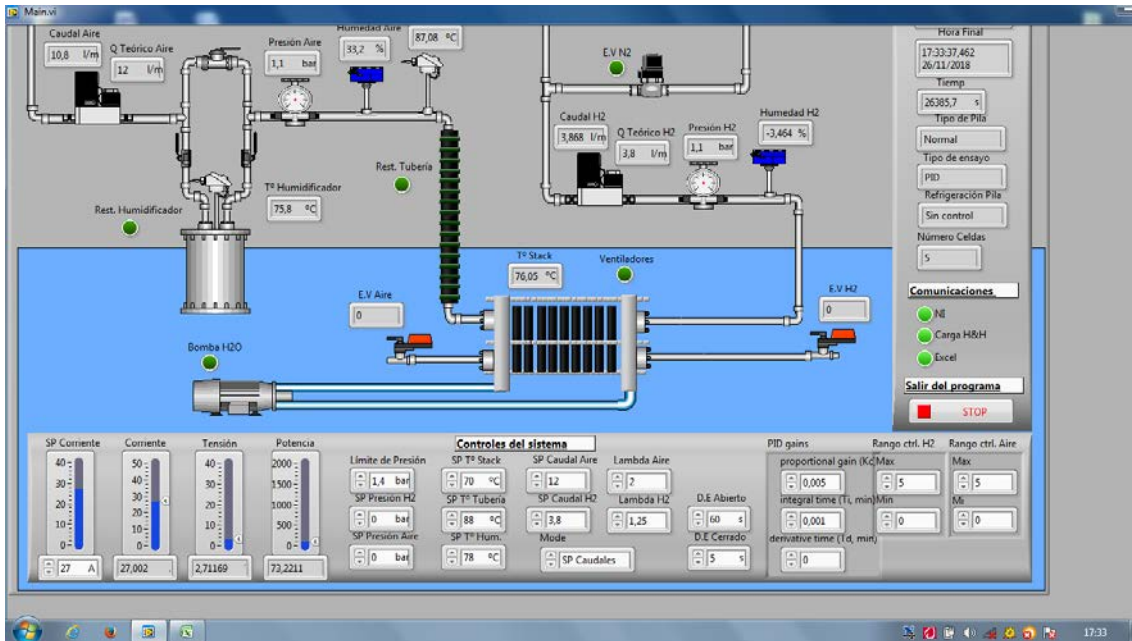 Main.vi
Caudal Aire
10,8 l/m
Q Teórico Aire
12 l/m
Presión Aire
1,1 bar
Humedad Aire
33,2 %
87,08 ºC
E.V N2
Caudal H2
3,868 l/m
Q Teórico H2
3,8 l/m
Presión H2
1,1 bar
Humedad H2
-3,464 %
Rest. Tubería
Tº Humidificador
75,8 ºC
Rest. Humidificador
Tº Stack
76,05 ºC
Ventiladores
E.V Aire
0
E.V H2
0
Bomba H2O
Hora Final
17:33:37,462
26/11/2018
Tiemp
26385,7 s
Tipo de Pila
Normal
Tipo de ensayo
PID
Refrigeración Pila
Sin control
Número Celdas
5
Comunicaciones
NI
Carga H&H
Excel
Salir del programa
STOP
SP Corriente
40
30
20
10
0
27 A
Corriente
50
40
30
20
10
0
27,002
Tensión
40
30
20
10
0
2,71169
Potencia
2000
1500
1000
500
0
73,2211
Controles del sistema
Límite de Presión
1,4 bar
SP Presión H2
0 bar
SP Presión Aire
0 bar
SP Tº Stack
70 ºC
SP Tº Tubería
88 ºC
SP Tº Hum.
78 ºC
SP Caudal Aire
12
SP Caudal H2
3,8
Mode
SP Caudales
Lambda Aire
2
Lambda H2
1,25
D.E Abierto
60 s
D.E Cerrado
5 s
PID gains
proportional gain (Kc)
0,005
integral time (Ti, min)
0,001
derivative time (Td, min)
0
Rango ctrl. H2
Max
5
Min
0
Rango ctrl. Aire
Max
5
0
17:33